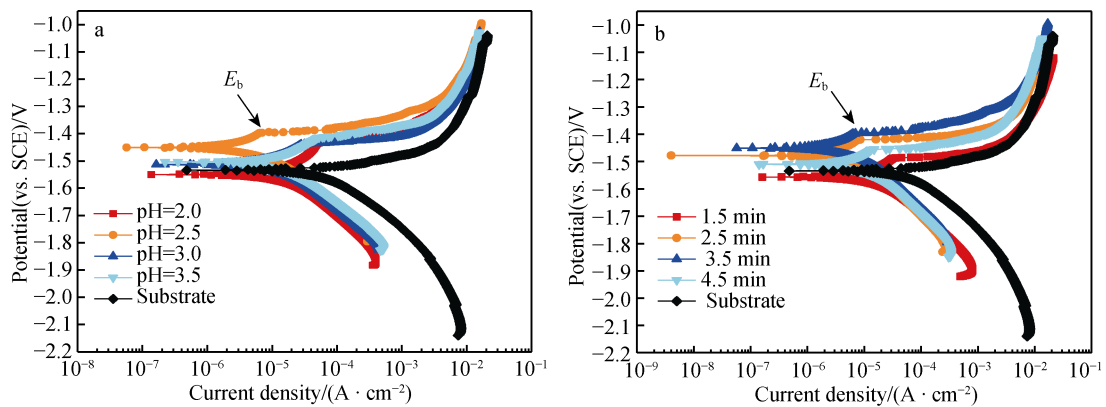 a
E_b
Potential(vs. SCE)/V
−1.0
−1.1
−1.2
−1.3
−1.4
−1.5
−1.6
−1.7
−1.8
−1.9
−2.0
−2.1
−2.2
pH=2.0
pH=2.5
pH=3.0
pH=3.5
Substrate
10⁻⁸ 10⁻⁷ 10⁻⁶ 10⁻⁵ 10⁻⁴ 10⁻³ 10⁻² 10⁻¹
Current density/(A · cm⁻²)
b
E_b
Potential(vs. SCE)/V
−1.0
−1.1
−1.2
−1.3
−1.4
−1.5
−1.6
−1.7
−1.8
−1.9
−2.0
−2.1
−2.2
1.5 min
2.5 min
3.5 min
4.5 min
Substrate
10⁻⁹ 10⁻⁸ 10⁻⁷ 10⁻⁶ 10⁻⁵ 10⁻⁴ 10⁻³ 10⁻² 10⁻¹
Current density/(A · cm⁻²)